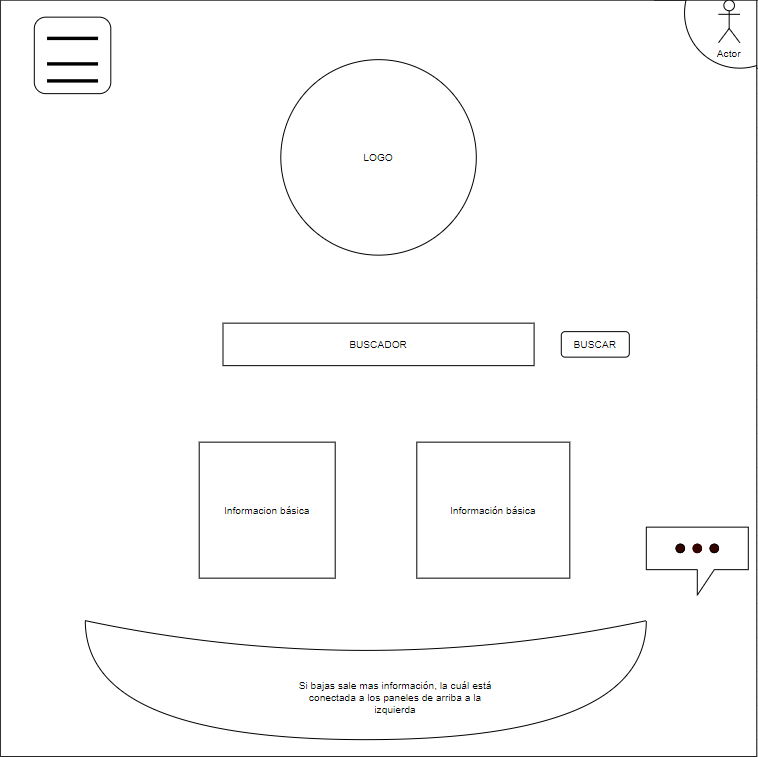 Actor
LOGO
BUSCADOR
BUSCAR
Informacion básica
Información básica
Si bajas sale mas información, la cuál está
conectada a los paneles de arriba a la
izquierda